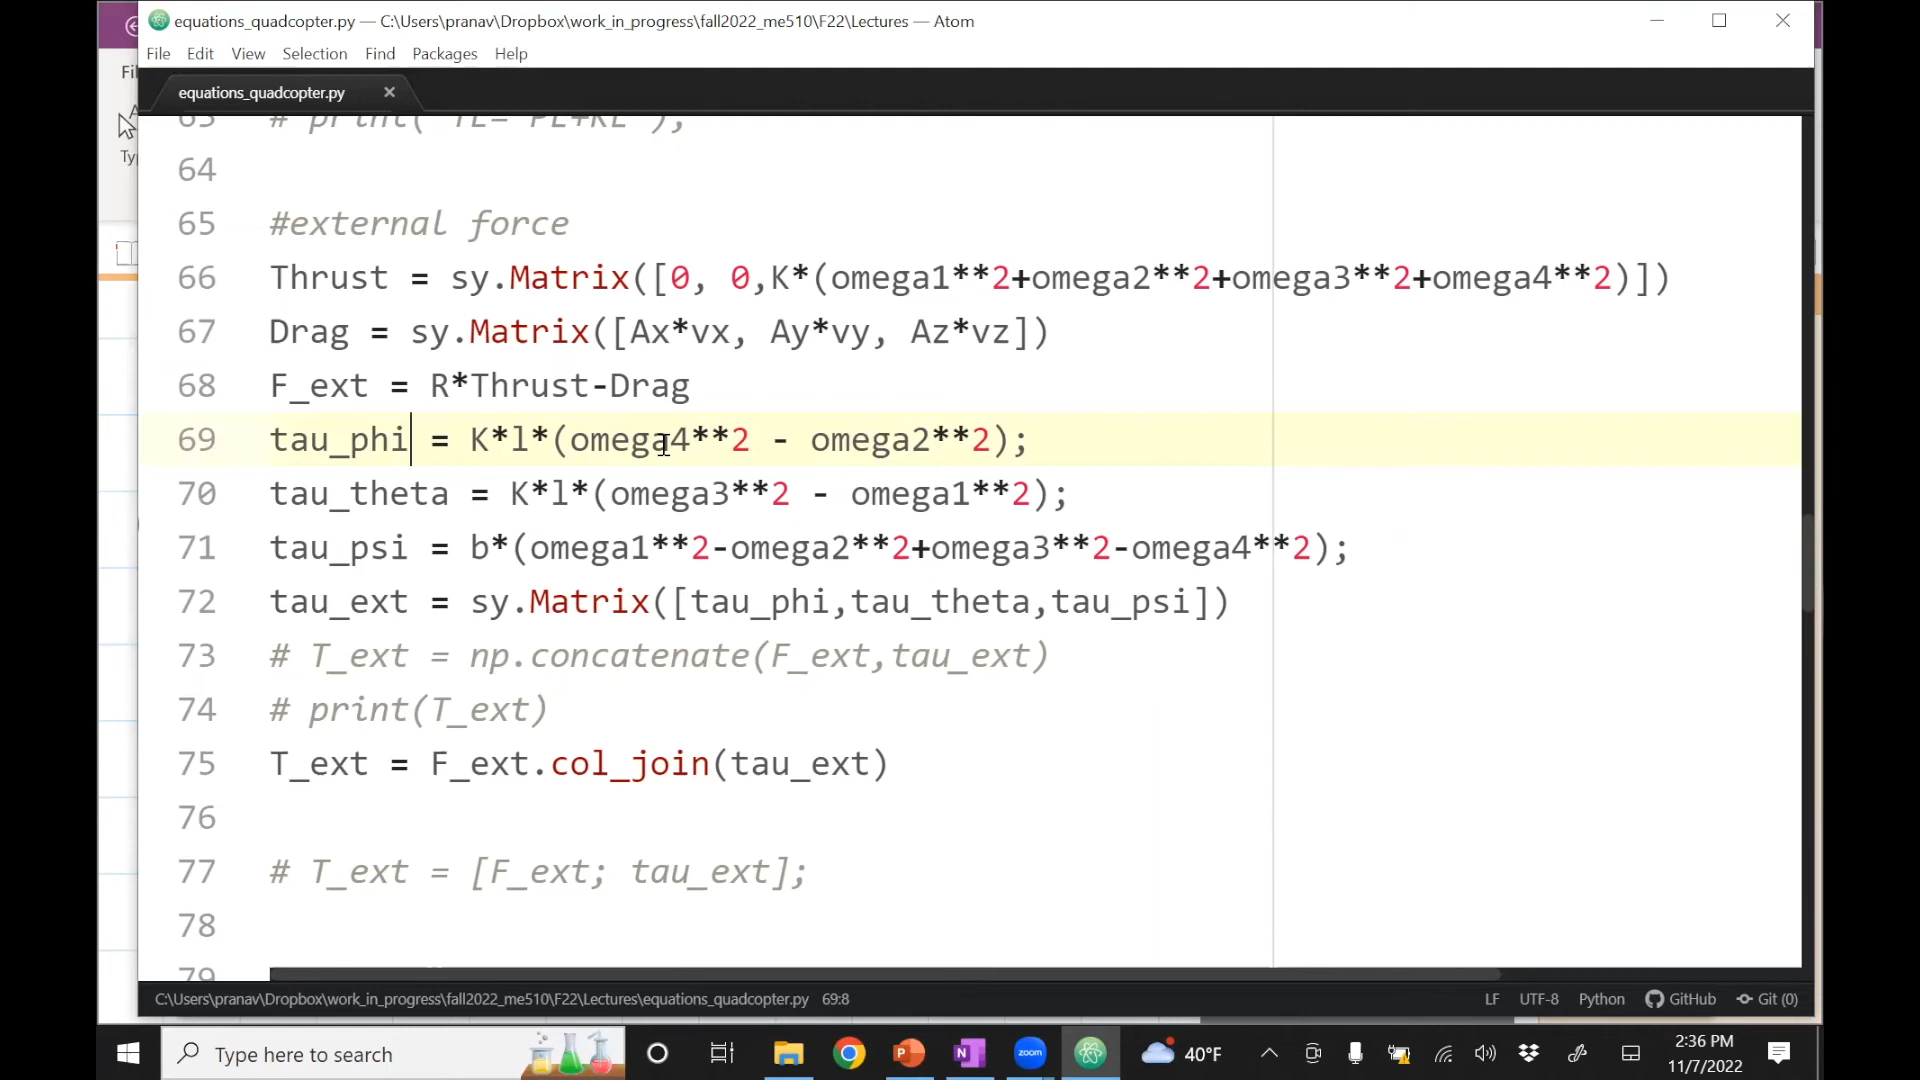 equations_quadcopter.py — C:\Users\pranav\Dropbox\work_in_progress\fall2022_me510\F22\Lectures — Atom
File Edit View Selection Find Packages Help
equations_quadcopter.py
64
65 #external force
66 Thrust = sy.Matrix([0, 0,K*(omega1**2+omega2**2+omega3**2+omega4**2)])
67 Drag = sy.Matrix([Ax*vx, Ay*vy, Az*vz])
68 F_ext = R*Thrust-Drag
69 tau_phi = K*l*(omega4**2 - omega2**2);
70 tau_theta = K*l*(omega3**2 - omega1**2);
71 tau_psi = b*(omega1**2-omega2**2+omega3**2-omega4**2);
72 tau_ext = sy.Matrix([tau_phi,tau_theta,tau_psi])
73 # T_ext = np.concatenate(F_ext,tau_ext)
74 # print(T_ext)
75 T_ext = F_ext.col_join(tau_ext)
76
77 # T_ext = [F_ext; tau_ext];
78
79
C:\Users\pranav\Dropbox\work_in_progress\fall2022_me510\F22\Lectures\equations_quadcopter.py 69:8 LF UTF-8 Python GitHub Git (0)
Type here to search zoom 40°F 2:36 PM
11/7/2022